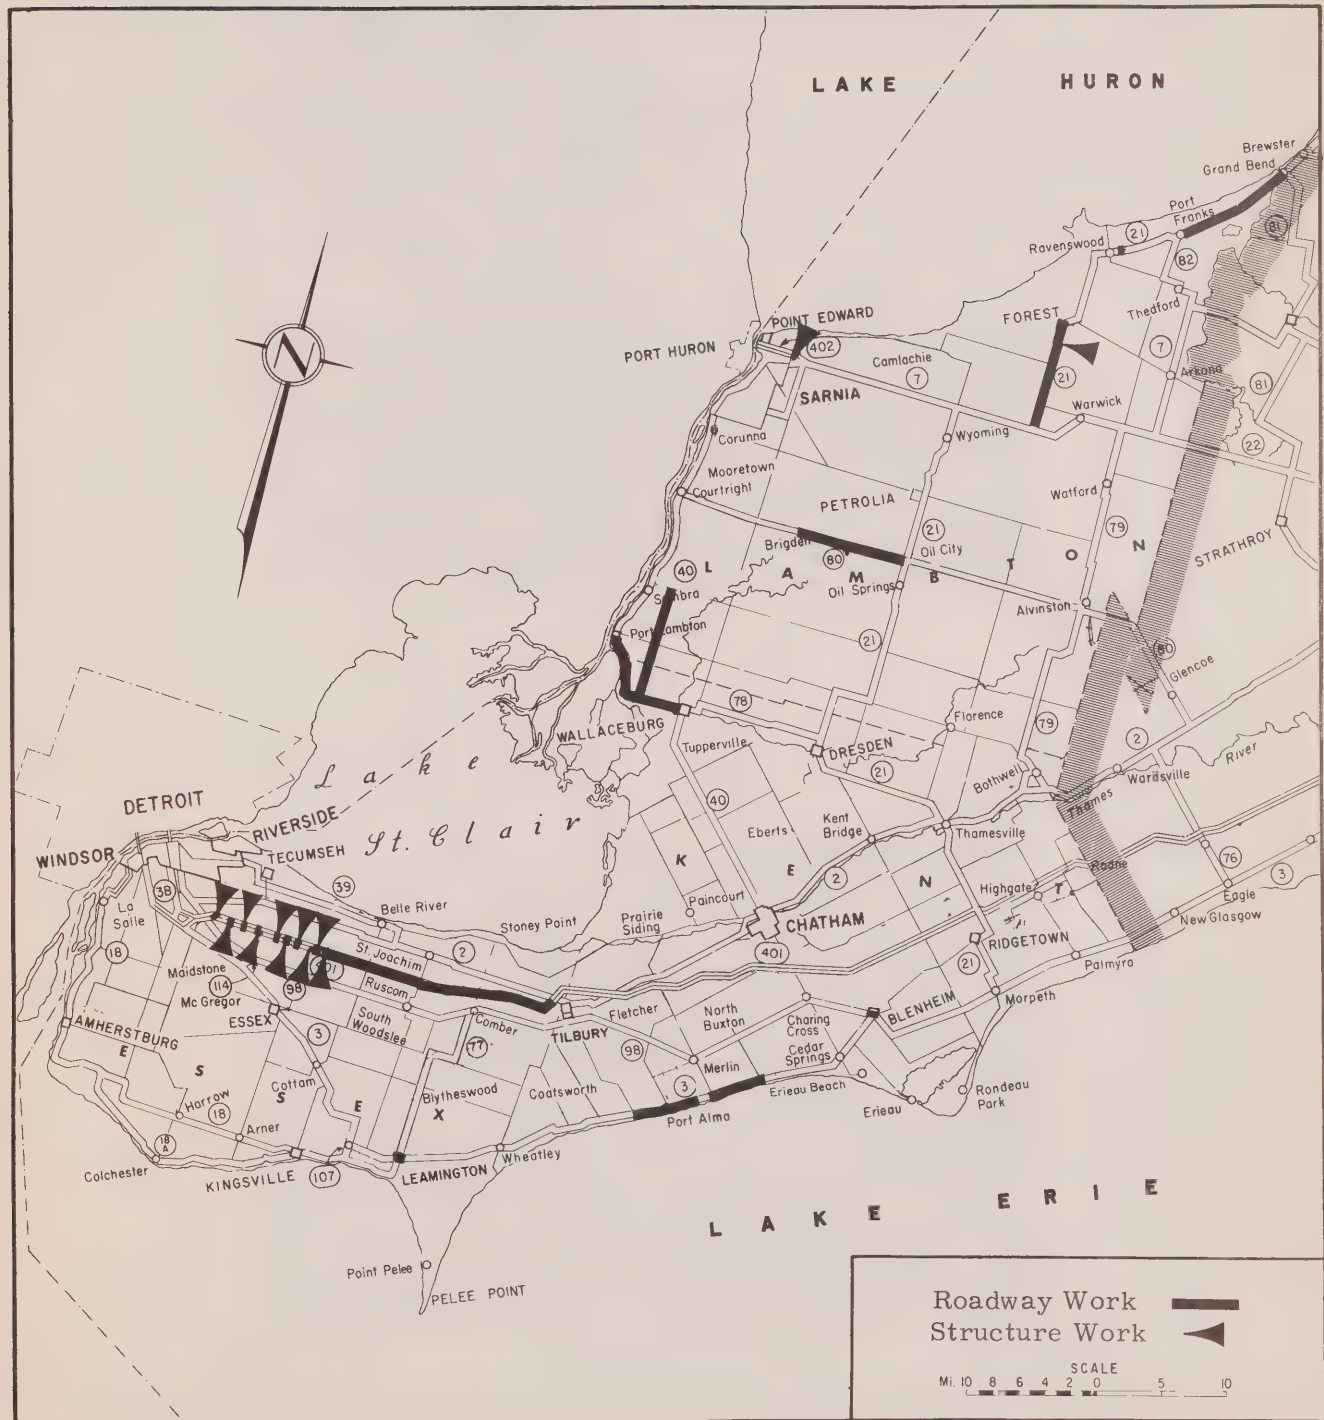 LAKE HURON
Brewster
Grand Bend
Port
Franks
Ravenswood
21
81
82
Thedford
FOREST
POINT EDWARD
PORT HURON
402
Camlachie
7
7
21
Arkona
81
SARNIA
Warwick
Wyoming
22
Corunna
Mooretown
Courtright
PETROLIA
Watford
79
21
Oil City
STRATHROY
Brigden
80
L A M B T O N
40
Sombra
Oil Springs
Alvinston
Port Lambton
21
80
Glencoe
78
WALLACEBURG
Florence
79
Tupperville
DRESDEN
2
River
Lake
St. Clair
21
Bothwell
Wardsville
Thames
DETROIT
RIVERSIDE
WINDSOR
TECUMSEH
40
Eberts
Kent
Bridge
Thamesville
38
39
K E N T
2
Rodney
76
3
Highgate
Eagle
La
Salle
Belle River
Stoney Point
Prairie
Siding
Paincourt
CHATHAM
New Glasgow
18
St. Joachim
2
401
RIDGETOWN
401
21
Palmyra
Maidstone
114
Mc Gregor
98
Ruscom
ESSEX
South
Woodslee
Comber
Fletcher
North
Buxton
Charing
Cross
BLENHEIM
Morpeth
AMHERSTBURG
3
77
TILBURY
98
Merlin
Cedar
Springs
E S S E X
Cottam
Blytheswood
Coatsworth
3
Erieau Beach
Rondeau
Park
Harrow
18
Port Alma
Erieau
Arner
18
A
Colchester
KINGSVILLE
107
LEAMINGTON
Wheatley
LAKE ERIE
Point Pelee
PELEE POINT
N
Roadway Work
Structure Work
SCALE
Mi. 10 8 6 4 2 0 5 10